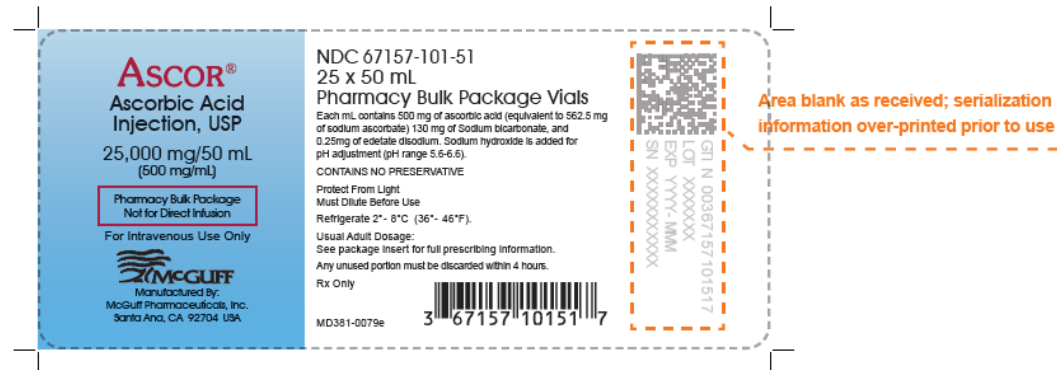 ASCOR®
Ascorbic Acid
Injection, USP
25,000 mg/50 mL
(500 mg/mL)
Pharmacy Bulk Package
Not for Direct Infusion
For Intravenous Use Only
McGUFF
Manufactured By:
McGuff Pharmaceuticals, Inc.
Santa Ana, CA 92704 USA
NDC 67157-101-51
25 x 50 mL
Pharmacy Bulk Package Vials
Each mL contains 500 mg of ascorbic acid (equivalent to 562.5 mg
of sodium ascorbate) 130 mg of Sodium bicarbonate, and
0.25mg of edetate disodium. Sodium hydroxide is added for
pH adjustment (pH range 5.6-6.6).
CONTAINS NO PRESERVATIVE
Protect From Light
Must Dilute Before Use
Refrigerate 2°- 8°C (36°- 46°F).
Usual Adult Dosage:
See package insert for full prescribing information.
Any unused portion must be discarded within 4 hours.
Rx Only
MD381-0079e
3 67157 10151 7
GTIN 00367157101517
LOT XXXXXXX
EXP YYYY-MMM
SN XXXXXXXXXXX
Area blank as received; serialization
information over-printed prior to use